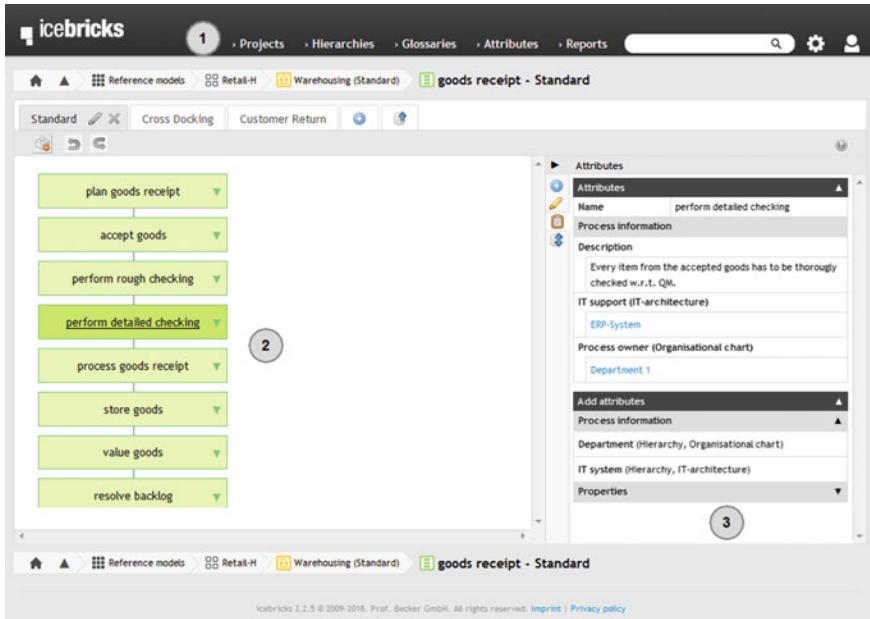 icebricks
1 › Projects › Hierarchies › Glossaries › Attributes › Reports
Reference models Retail-H Warehousing (Standard) goods receipt - Standard
Standard Cross Docking Customer Return
plan goods receipt
accept goods
perform rough checking
perform detailed checking
process goods receipt
store goods
value goods
resolve backlog
2
Attributes
Attributes
Name perform detailed checking
Process information
Description
Every item from the accepted goods has to be thorougly
checked w.r.t. QM.
IT support (IT-architecture)
ERP-System
Process owner (Organisational chart)
Department 1
Add attributes
Process information
Department (Hierarchy, Organisational chart)
IT system (Hierarchy, IT-architecture)
Properties
3
Reference models Retail-H Warehousing (Standard) goods receipt - Standard
icebricks 3.2.5 © 2009-2018. Prof. Becker GmbH. All rights reserved. Imprint | Privacy policy